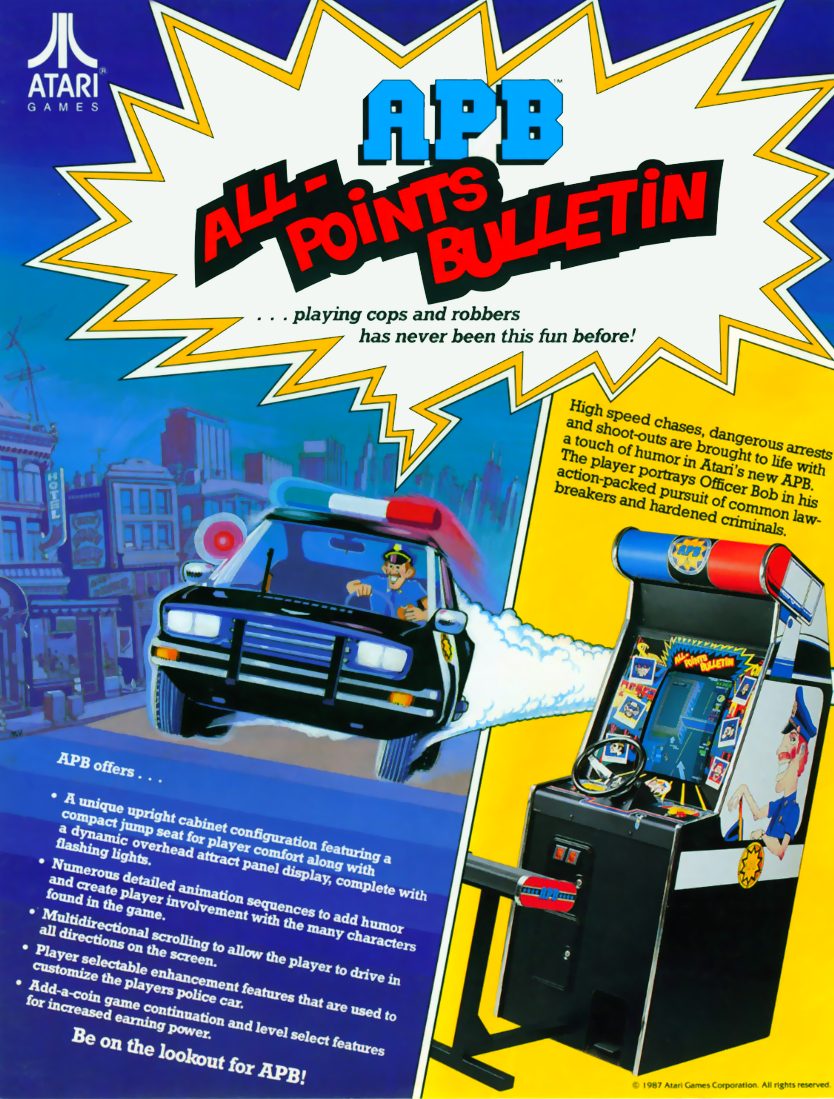 ATARI®
GAMES
APB™
ALL-
POiNTS
BULLETiN
. . . playing cops and robbers
has never been this fun before!
High speed chases, dangerous arrests
and shoot-outs are brought to life with
a touch of humor in Atari's new APB.
The player portrays Officer Bob in his
action-packed pursuit of common law-
breakers and hardened criminals.
HOTEL
APB
ALL-
POiNTS
BULLETiN
APB
APB offers . . .
• A unique upright cabinet configuration featuring a
compact jump seat for player comfort along with
a dynamic overhead attract panel display, complete with
flashing lights.
• Numerous detailed animation sequences to add humor
and create player involvement with the many characters
found in the game.
• Multidirectional scrolling to allow the player to drive in
all directions on the screen.
• Player selectable enhancement features that are used to
customize the players police car.
• Add-a-coin game continuation and level select features
for increased earning power.
Be on the lookout for APB!
© 1987 Atari Games Corporation. All rights reserved.